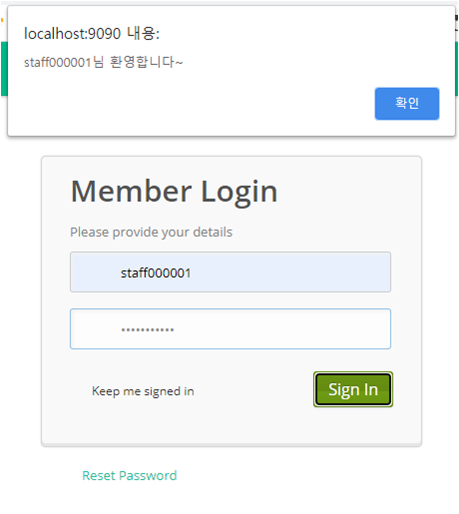 localhost:9090 내용:
staff000001님 환영합니다~
확인
Member Login
Please provide your details
staff000001
•••••••••••
Keep me signed in
Sign In
Reset Password